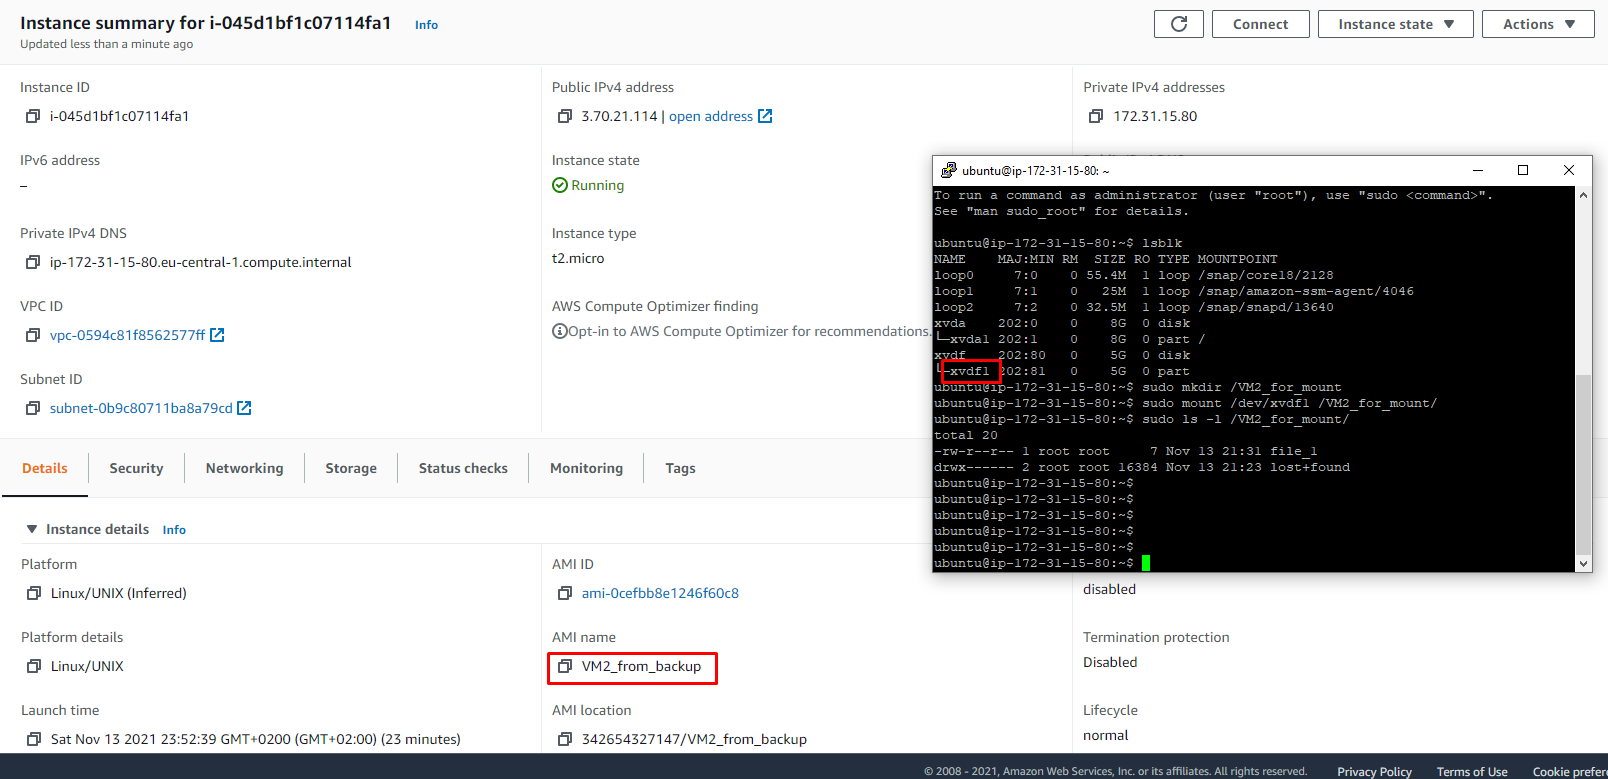 Instance summary for i-045d1bf1c07114fa1 Info
Connect Instance state Actions
Updated less than a minute ago
Instance ID
i-045d1bf1c07114fa1
Public IPv4 address
3.70.21.114 | open address
Private IPv4 addresses
172.31.15.80
IPv6 address
–
Instance state
Running
Private IPv4 DNS
ip-172-31-15-80.eu-central-1.compute.internal
Instance type
t2.micro
VPC ID
vpc-0594c81f8562577ff
AWS Compute Optimizer finding
Opt-in to AWS Compute Optimizer for recommendations.
Subnet ID
subnet-0b9c80711ba8a79cd
ubuntu@ip-172-31-15-80: ~
To run a command as administrator (user "root"), use "sudo <command>".
See "man sudo_root" for details.
ubuntu@ip-172-31-15-80:~$ lsblk
NAME    MAJ:MIN RM  SIZE RO TYPE MOUNTPOINT
loop0     7:0    0 55.4M  1 loop /snap/core18/2128
loop1     7:1    0   25M  1 loop /snap/amazon-ssm-agent/4046
loop2     7:2    0 32.5M  1 loop /snap/snapd/13640
xvda    202:0    0    8G  0 disk
└─xvda1 202:1    0    8G  0 part /
xvdf    202:80   0    5G  0 disk
└─xvdf1 202:81   0    5G  0 part
ubuntu@ip-172-31-15-80:~$ sudo mkdir /VM2_for_mount
ubuntu@ip-172-31-15-80:~$ sudo mount /dev/xvdf1 /VM2_for_mount/
ubuntu@ip-172-31-15-80:~$ sudo ls -l /VM2_for_mount/
total 20
-rw-r--r-- 1 root root     7 Nov 13 21:31 file_1
drwx------ 2 root root 16384 Nov 13 21:23 lost+found
ubuntu@ip-172-31-15-80:~$
ubuntu@ip-172-31-15-80:~$
ubuntu@ip-172-31-15-80:~$
ubuntu@ip-172-31-15-80:~$
ubuntu@ip-172-31-15-80:~$
ubuntu@ip-172-31-15-80:~$
Details Security Networking Storage Status checks Monitoring Tags
Instance details Info
Platform
Linux/UNIX (Inferred)
AMI ID
ami-0cefbb8e1246f60c8
disabled
Platform details
Linux/UNIX
AMI name
VM2_from_backup
Termination protection
Disabled
Launch time
Sat Nov 13 2021 23:52:39 GMT+0200 (GMT+02:00) (23 minutes)
AMI location
342654327147/VM2_from_backup
Lifecycle
normal
© 2008 - 2021, Amazon Web Services, Inc. or its affiliates. All rights reserved. Privacy Policy Terms of Use Cookie prefer